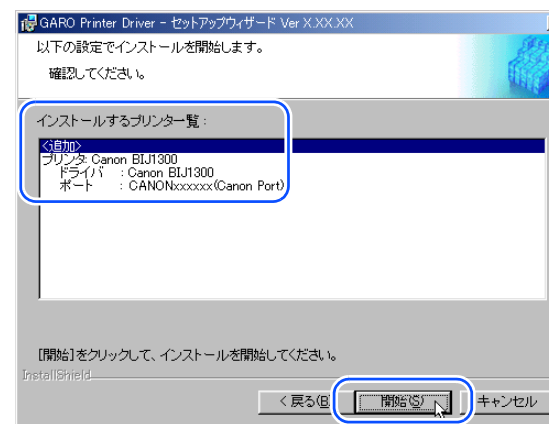 GARO Printer Driver - セットアップウィザード Ver X.XX.XX
以下の設定でインストールを開始します。
確認してください。
インストールするプリンター覧:
<追加>
プリンタ: Canon BIJ1300
ドライバ : Canon BIJ1300
ポート : CANONxxxxxx(Canon Port)
[開始]をクリックして、インストールを開始してください。
InstallShield
< 戻る(B) 開始(S) キャンセル